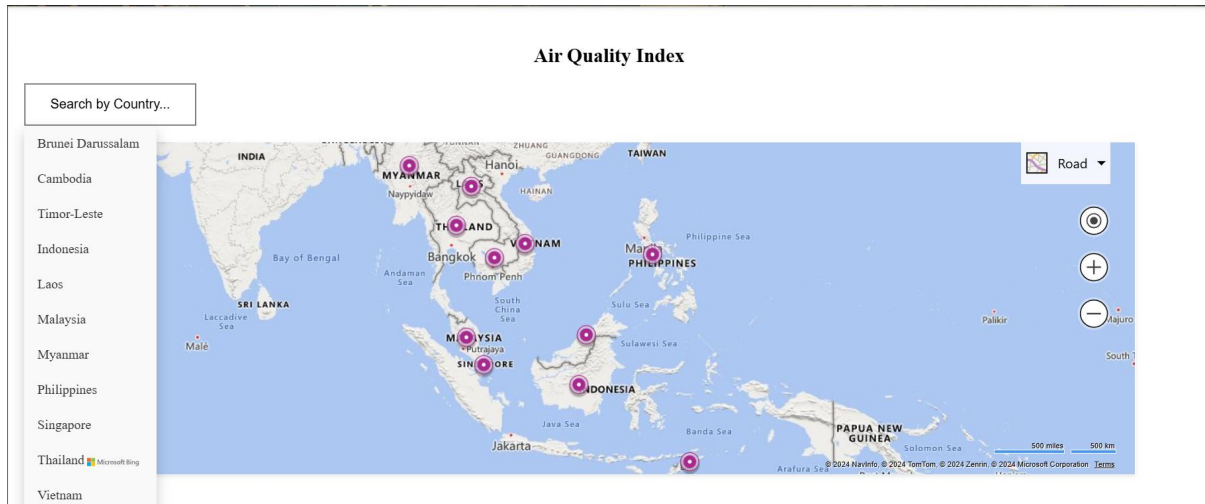 Air Quality Index
Search by Country...
Brunei Darussalam
Cambodia
Timor-Leste
Indonesia
Laos
Malaysia
Myanmar
Philippines
Singapore
Thailand
Microsoft Bing
Vietnam
Road
INDIA
ZHUANG
GUANGDONG
TAIWAN
Hanoi
MYANMAR
Naypyidaw
HAINAN
Philippine Sea
Bay of Bengal
Bangkok
PHILIPPINES
Andaman
Sea
Phnom Penh
SRI LANKA
Laccadive
Sea
South
China
Sea
Sulu Sea
Palikir
Majuro
Malé
Putrajaya
Sulawesi Sea
South
Java Sea
Jakarta
Banda Sea
PAPUA NEW
GUINEA
Solomon Sea
Arafura Sea
500 miles 500 km
© 2024 NavInfo, © 2024 TomTom, © 2024 Zenrin, © 2024 Microsoft Corporation Terms